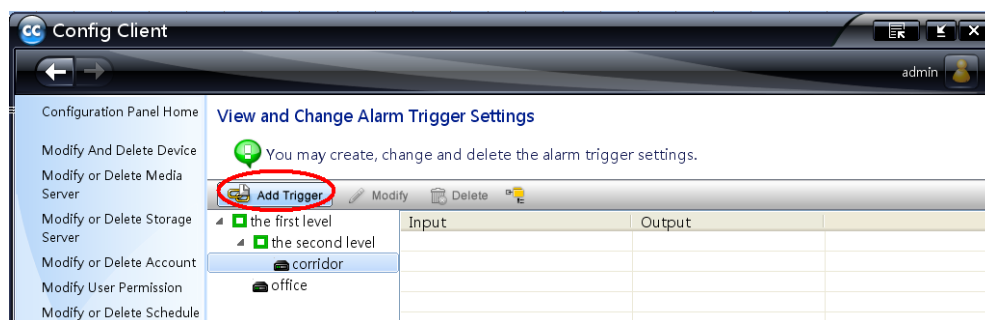 CC Config Client
admin
Configuration Panel Home
Modify And Delete Device
Modify or Delete Media
Server
Modify or Delete Storage
Server
Modify or Delete Account
Modify User Permission
Modify or Delete Schedule
View and Change Alarm Trigger Settings
You may create, change and delete the alarm trigger settings.
Add Trigger Modify Delete
the first level
the second level
corridor
office
Input Output